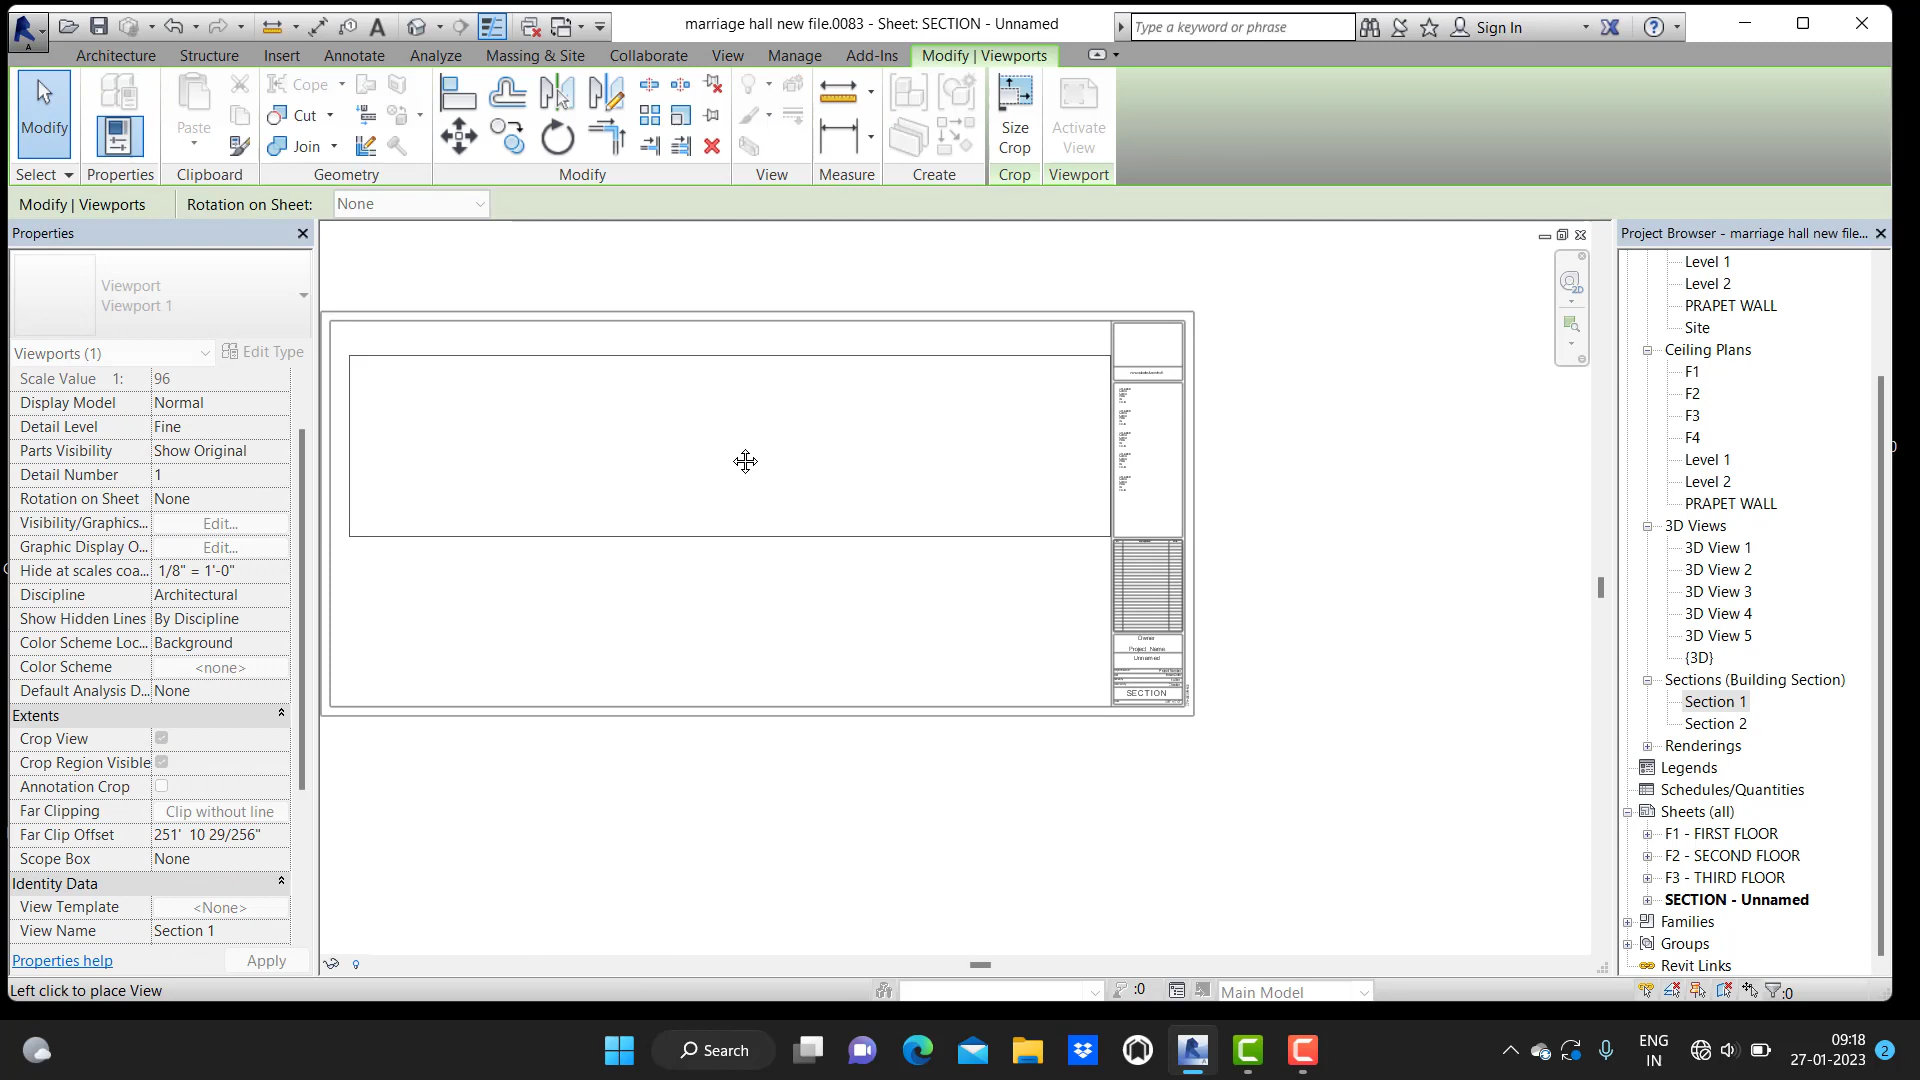 marriage hall new file.0083 - Sheet: SECTION - Unnamed
Type a keyword or phrase
Sign In
Architecture
Structure
Insert
Annotate
Analyze
Massing & Site
Collaborate
View
Manage
Add-Ins
Modify | Viewports
Modify
Paste
Cope
Cut
Join
Size
Crop
Activate
View
Select
Properties
Clipboard
Geometry
Modify
View
Measure
Create
Crop
Viewport
Modify | Viewports
Rotation on Sheet:
None
Properties
Viewport
Viewport 1
Viewports (1)
Edit Type
Scale Value 1: 96
Display Model Normal
Detail Level Fine
Parts Visibility Show Original
Detail Number 1
Rotation on Sheet None
Visibility/Graphics... Edit...
Graphic Display O... Edit...
Hide at scales coa... 1/8" = 1'-0"
Discipline Architectural
Show Hidden Lines By Discipline
Color Scheme Loc... Background
Color Scheme <none>
Default Analysis D... None
Extents
Crop View
Crop Region Visible
Annotation Crop
Far Clipping Clip without line
Far Clip Offset 251' 10 29/256"
Scope Box None
Identity Data
View Template <None>
View Name Section 1
Properties help
Apply
Owner
Project Name
Unnamed
SECTION
2D
Project Browser - marriage hall new file...
Level 1
Level 2
PRAPET WALL
Site
Ceiling Plans
F1
F2
F3
F4
Level 1
Level 2
PRAPET WALL
3D Views
3D View 1
3D View 2
3D View 3
3D View 4
3D View 5
{3D}
Sections (Building Section)
Section 1
Section 2
Renderings
Legends
Schedules/Quantities
Sheets (all)
F1 - FIRST FLOOR
F2 - SECOND FLOOR
F3 - THIRD FLOOR
SECTION - Unnamed
Families
Groups
Revit Links
Left click to place View
:0
Main Model
:0
Search
ENG
IN
09:18
27-01-2023
2